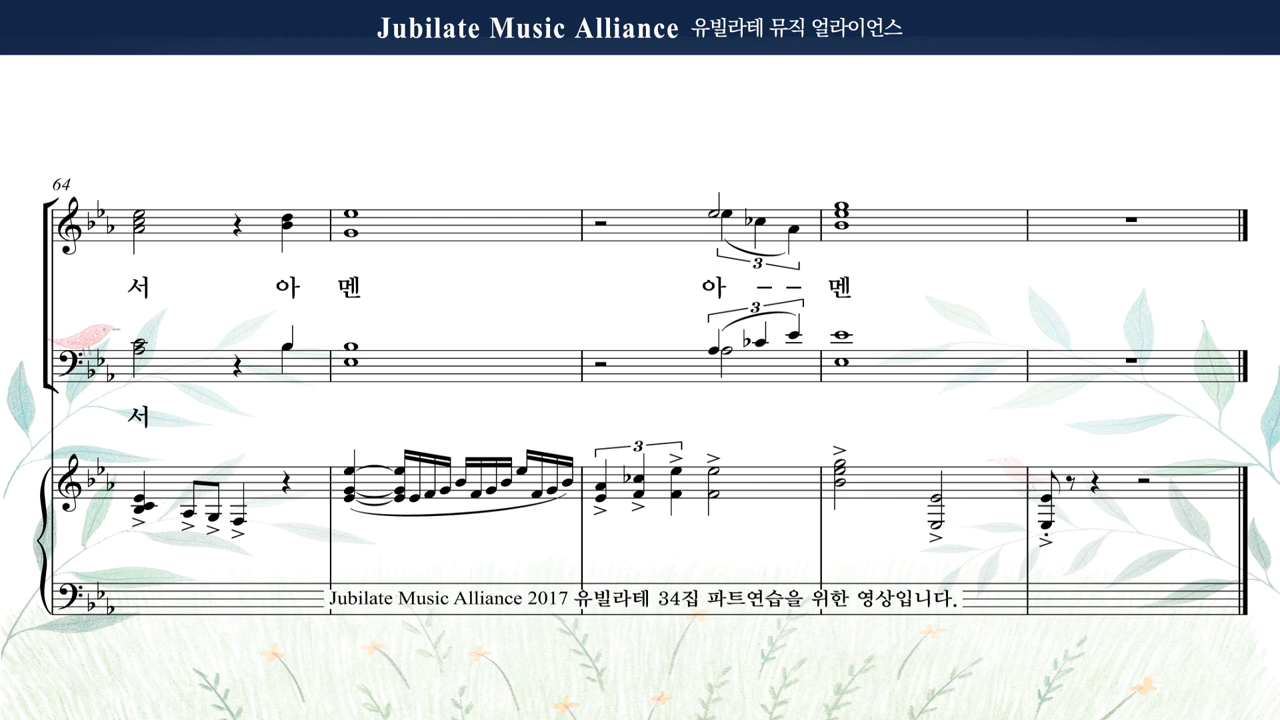 Jubilate Music Alliance 유빌라테 뮤직 얼라이언스
64
3
서 아 멘 아 – – 멘
3
서
3
Jubilate Music Alliance 2017 유빌라테 34집 파트연습을 위한 영상입니다.